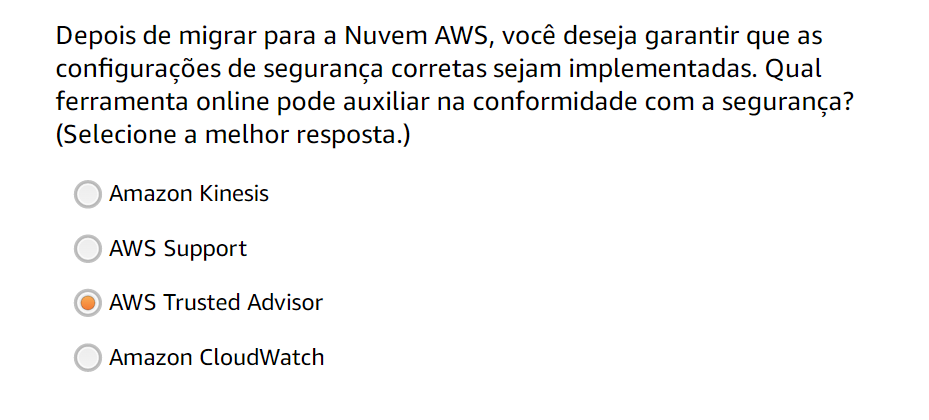 Depois de migrar para a Nuvem AWS, você deseja garantir que as
configurações de segurança corretas sejam implementadas. Qual
ferramenta online pode auxiliar na conformidade com a segurança?
(Selecione a melhor resposta.)
Amazon Kinesis
AWS Support
AWS Trusted Advisor
Amazon CloudWatch